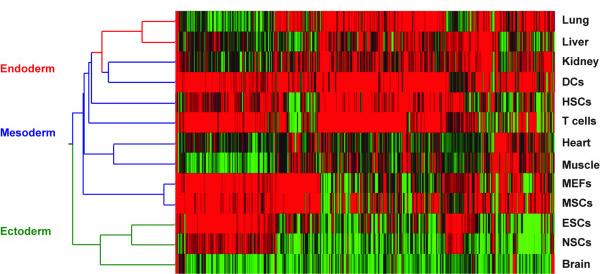 Lung
Liver
Endoderm
Kidney
DCs
HSCs
T cells
Mesoderm
Heart
Muscle
MEFs
MSCs
Ectoderm
ESCs
NSCs
Brain